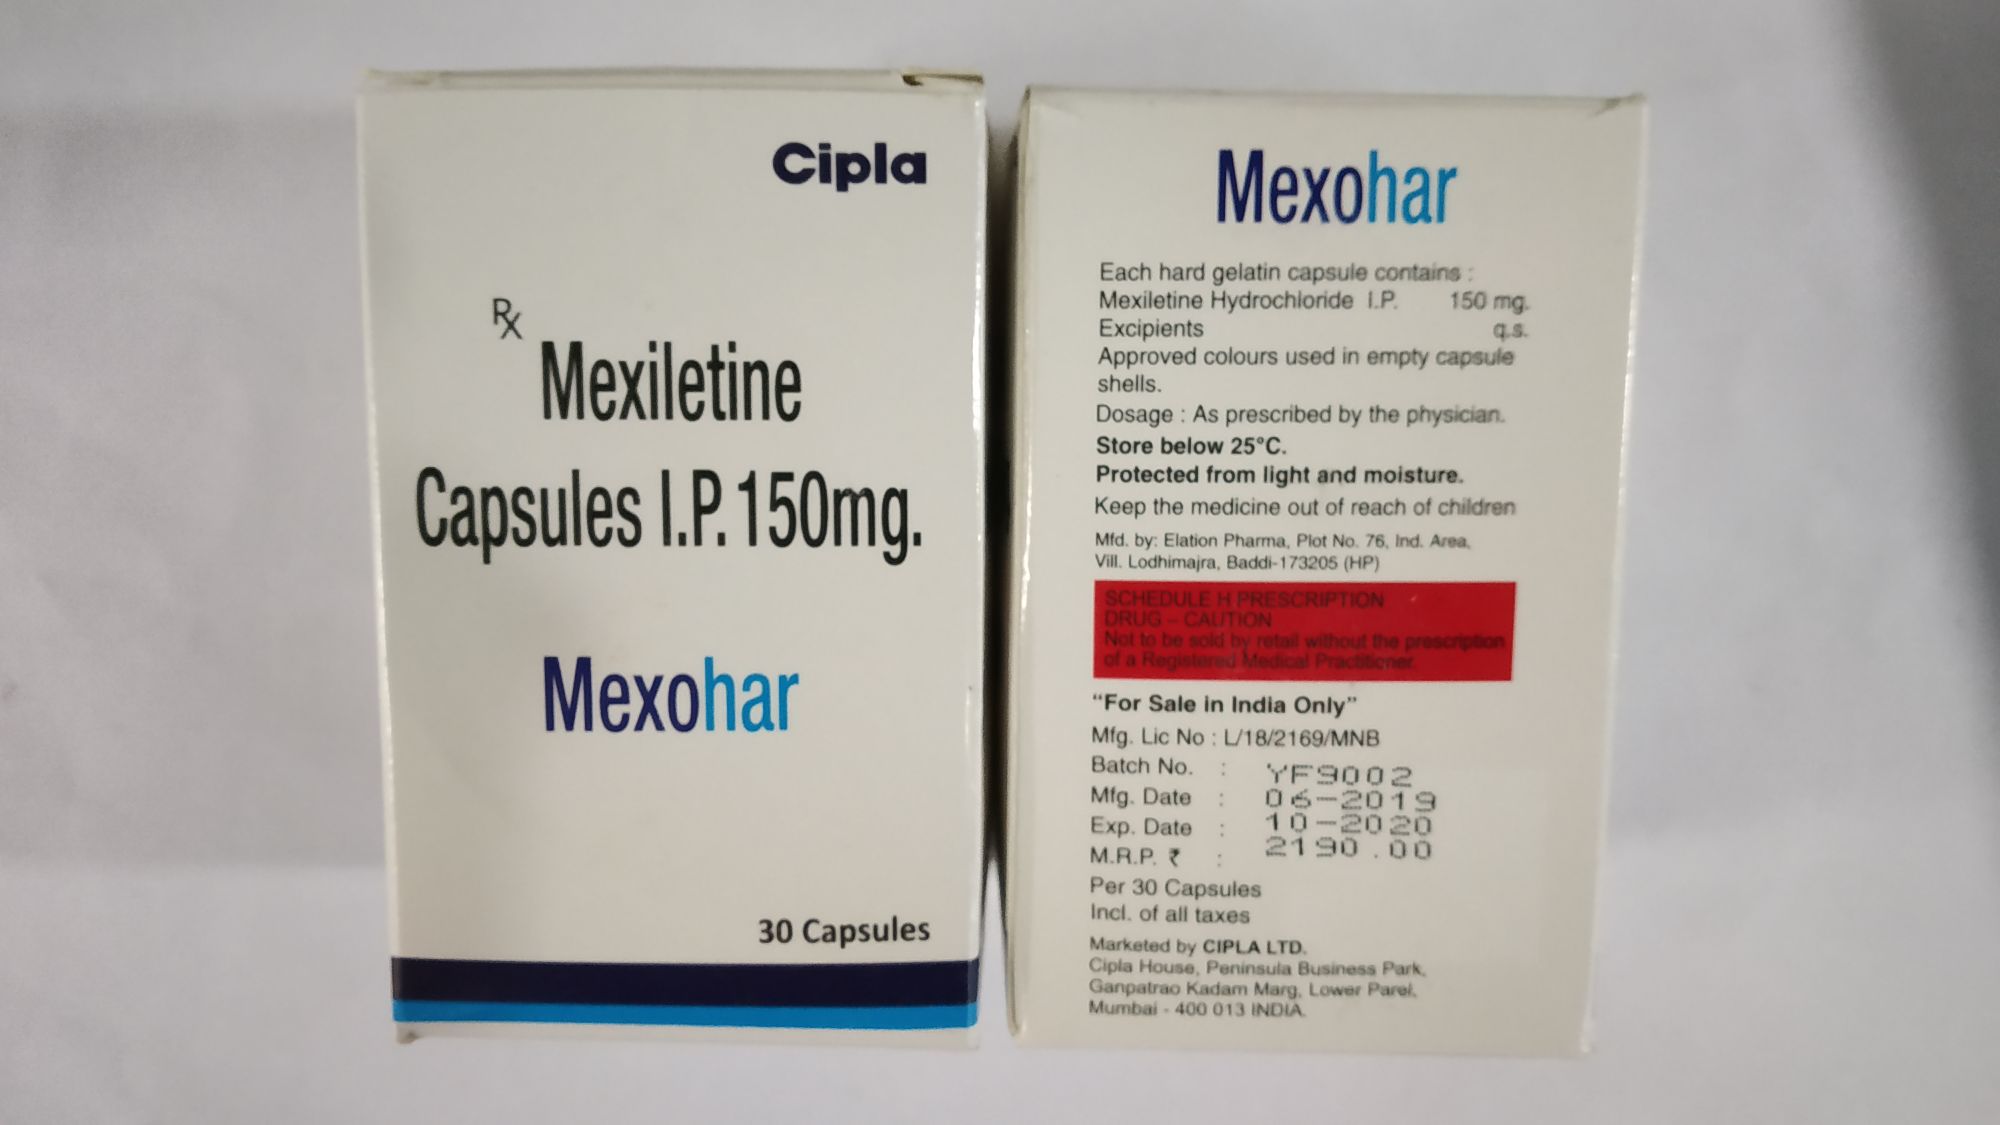 Cipla
Rx
Mexiletine
Capsules I.P. 150mg.
Mexohar
30 Capsules
Mexohar
Each hard gelatin capsule contains :
Mexiletine Hydrochloride I.P. 150 mg.
Excipients q.s.
Approved colours used in empty capsule
shells.
Dosage : As prescribed by the physician.
Store below 25°C.
Protected from light and moisture.
Keep the medicine out of reach of children
Mfd. by: Elation Pharma, Plot No. 76, Ind. Area,
Vill. Lodhimajra, Baddi-173205 (HP)
SCHEDULE H PRESCRIPTION
DRUG – CAUTION
Not to be sold by retail without the prescription
of a Registered Medical Practitioner.
“For Sale in India Only”
Mfg. Lic No : L/18/2169/MNB
Batch No. : YF9002
Mfg. Date : 06-2019
Exp. Date : 10-2020
M.R.P. ₹ : 2190.00
Per 30 Capsules
Incl. of all taxes
Marketed by CIPLA LTD.
Cipla House, Peninsula Business Park,
Ganpatrao Kadam Marg, Lower Parel,
Mumbai - 400 013 INDIA.